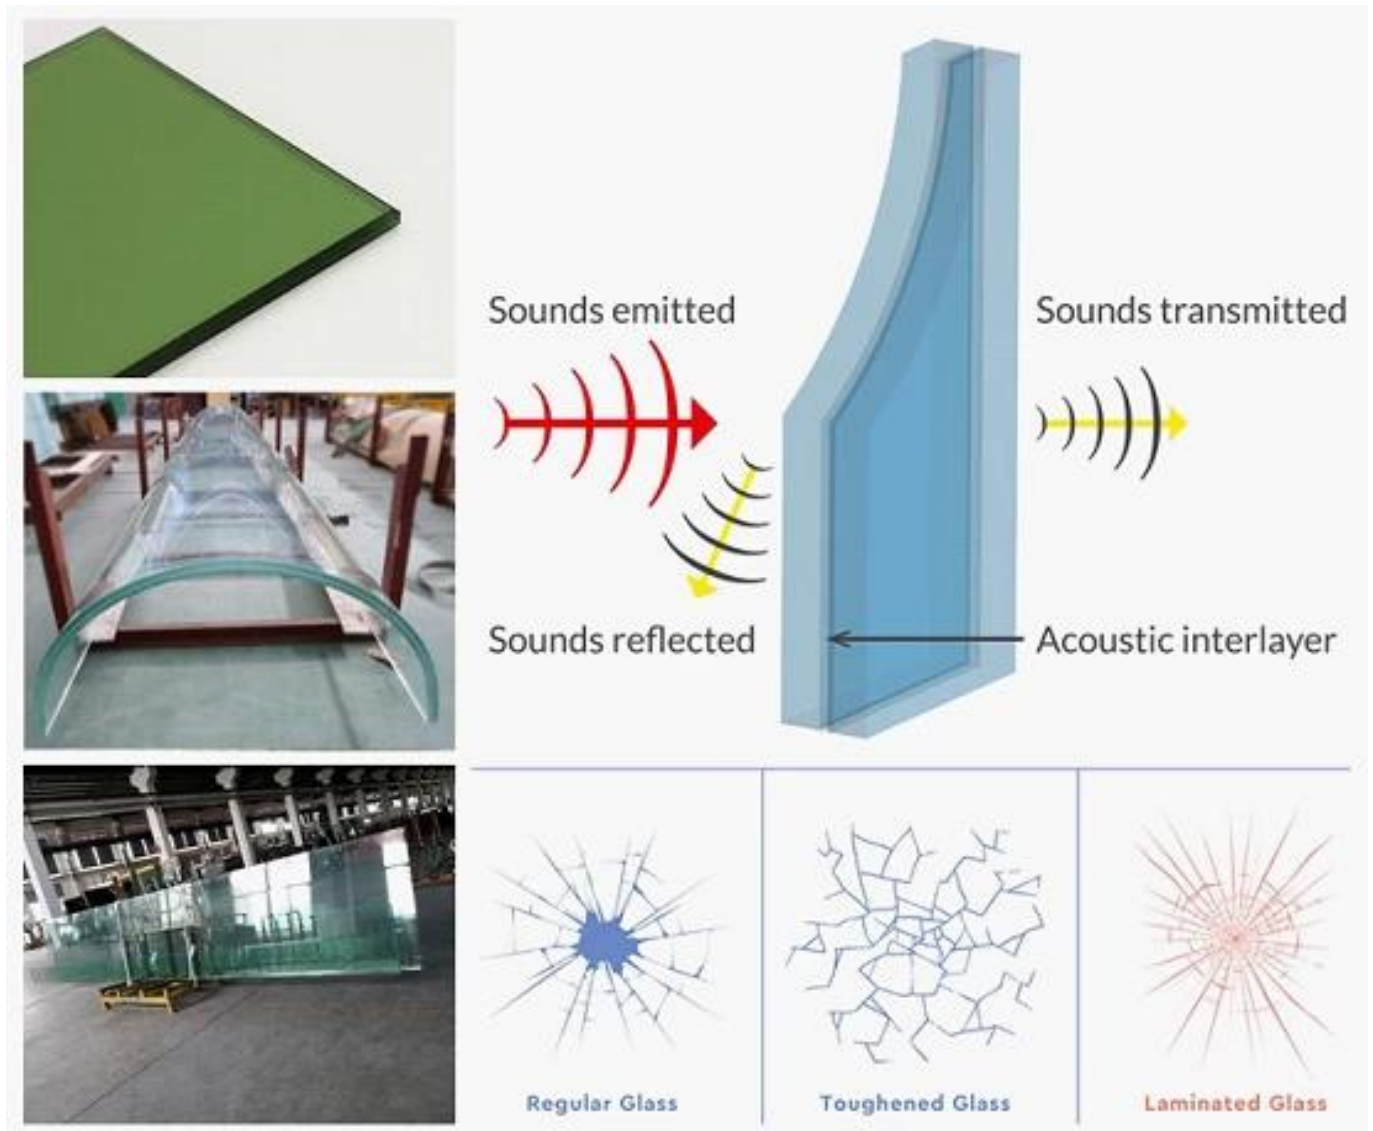 Sounds emitted
Sounds transmitted
Sounds reflected
Acoustic interlayer
Regular Glass
Toughened Glass
Laminated Glass